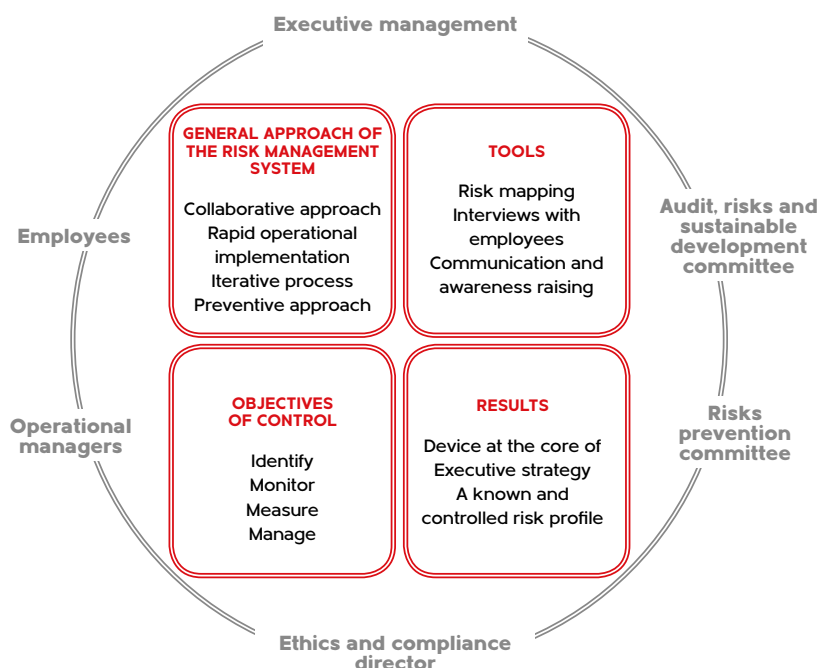 Executive management
GENERAL APPROACH OF
THE RISK MANAGEMENT
SYSTEM
Collaborative approach
Rapid operational
implementation
Iterative process
Preventive approach
TOOLS
Risk mapping
Interviews with
employees
Communication and
awareness raising
Employees
Audit, risks and
sustainable
development
committee
OBJECTIVES
OF CONTROL
Identify
Monitor
Measure
Manage
RESULTS
Device at the core of
Executive strategy
A known and
controlled risk profile
Operational
managers
Risks
prevention
committee
Ethics and compliance
director